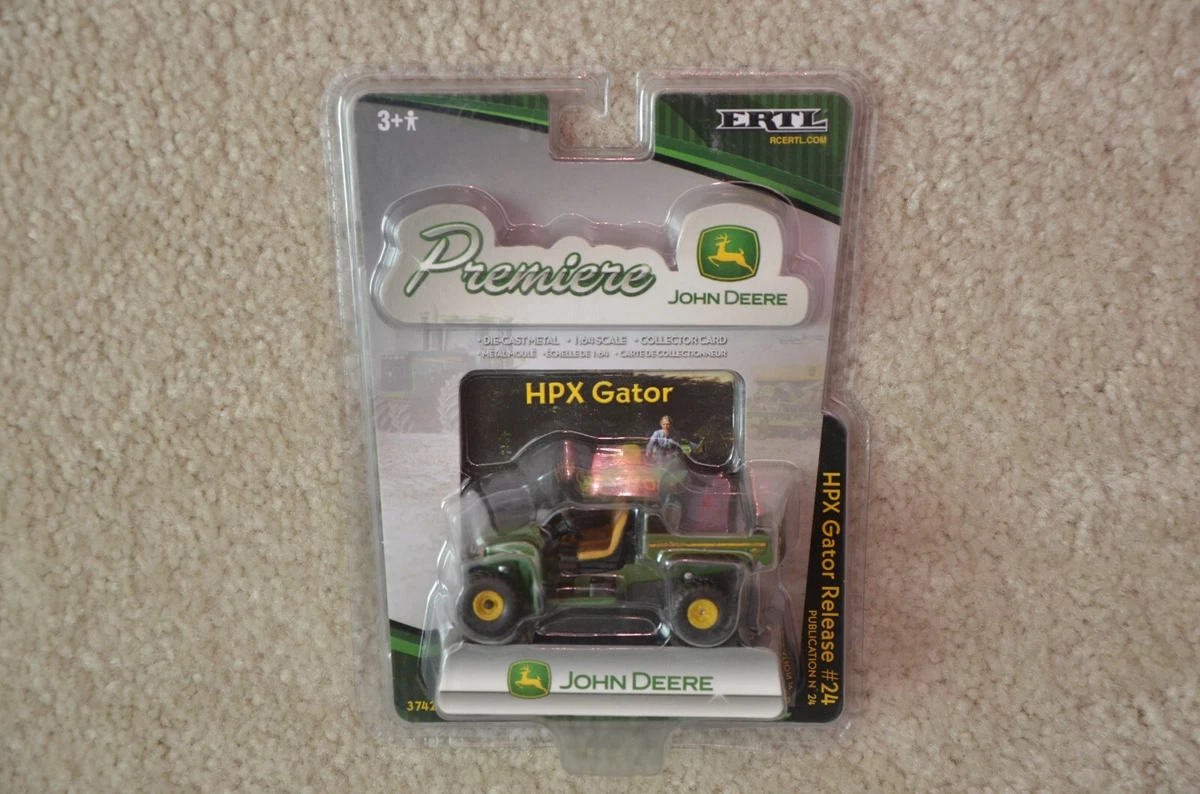 3+
ERTL
RCERTL.COM
Premiere
JOHN DEERE
• DIE-CAST METAL • 1:64 SCALE • COLLECTOR CARD
• MÉTAL MOULÉ • ÉCHELLE DE 1:64 • CARTE DE COLLECTIONNEUR
HPX Gator
HPX Gator Release #24
PUBLICATION N° 24
JOHN DEERE
3742